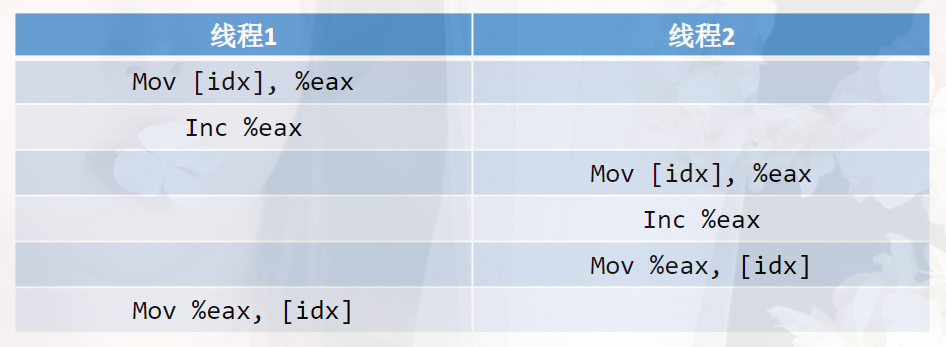 线程1 线程2
Mov [idx], %eax
Inc %eax
Mov [idx], %eax
Inc %eax
Mov %eax, [idx]
Mov %eax, [idx]